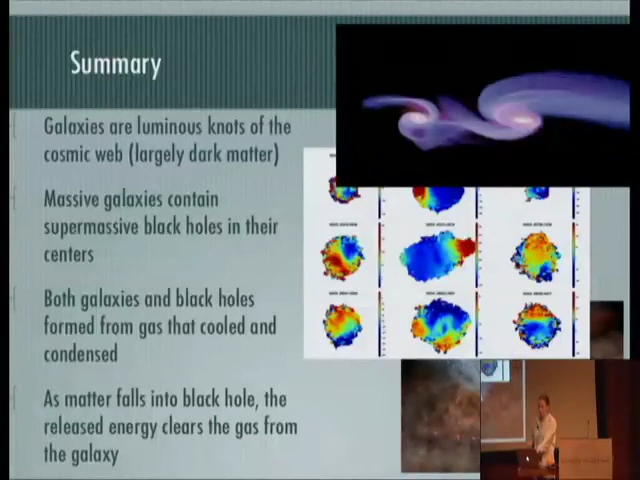 Summary
Galaxies are luminous knots of the
cosmic web (largely dark matter)
Massive galaxies contain
supermassive black holes in their
centers
Both galaxies and black holes
formed from gas that cooled and
condensed
As matter falls into black hole, the
released energy clears the gas from
the galaxy